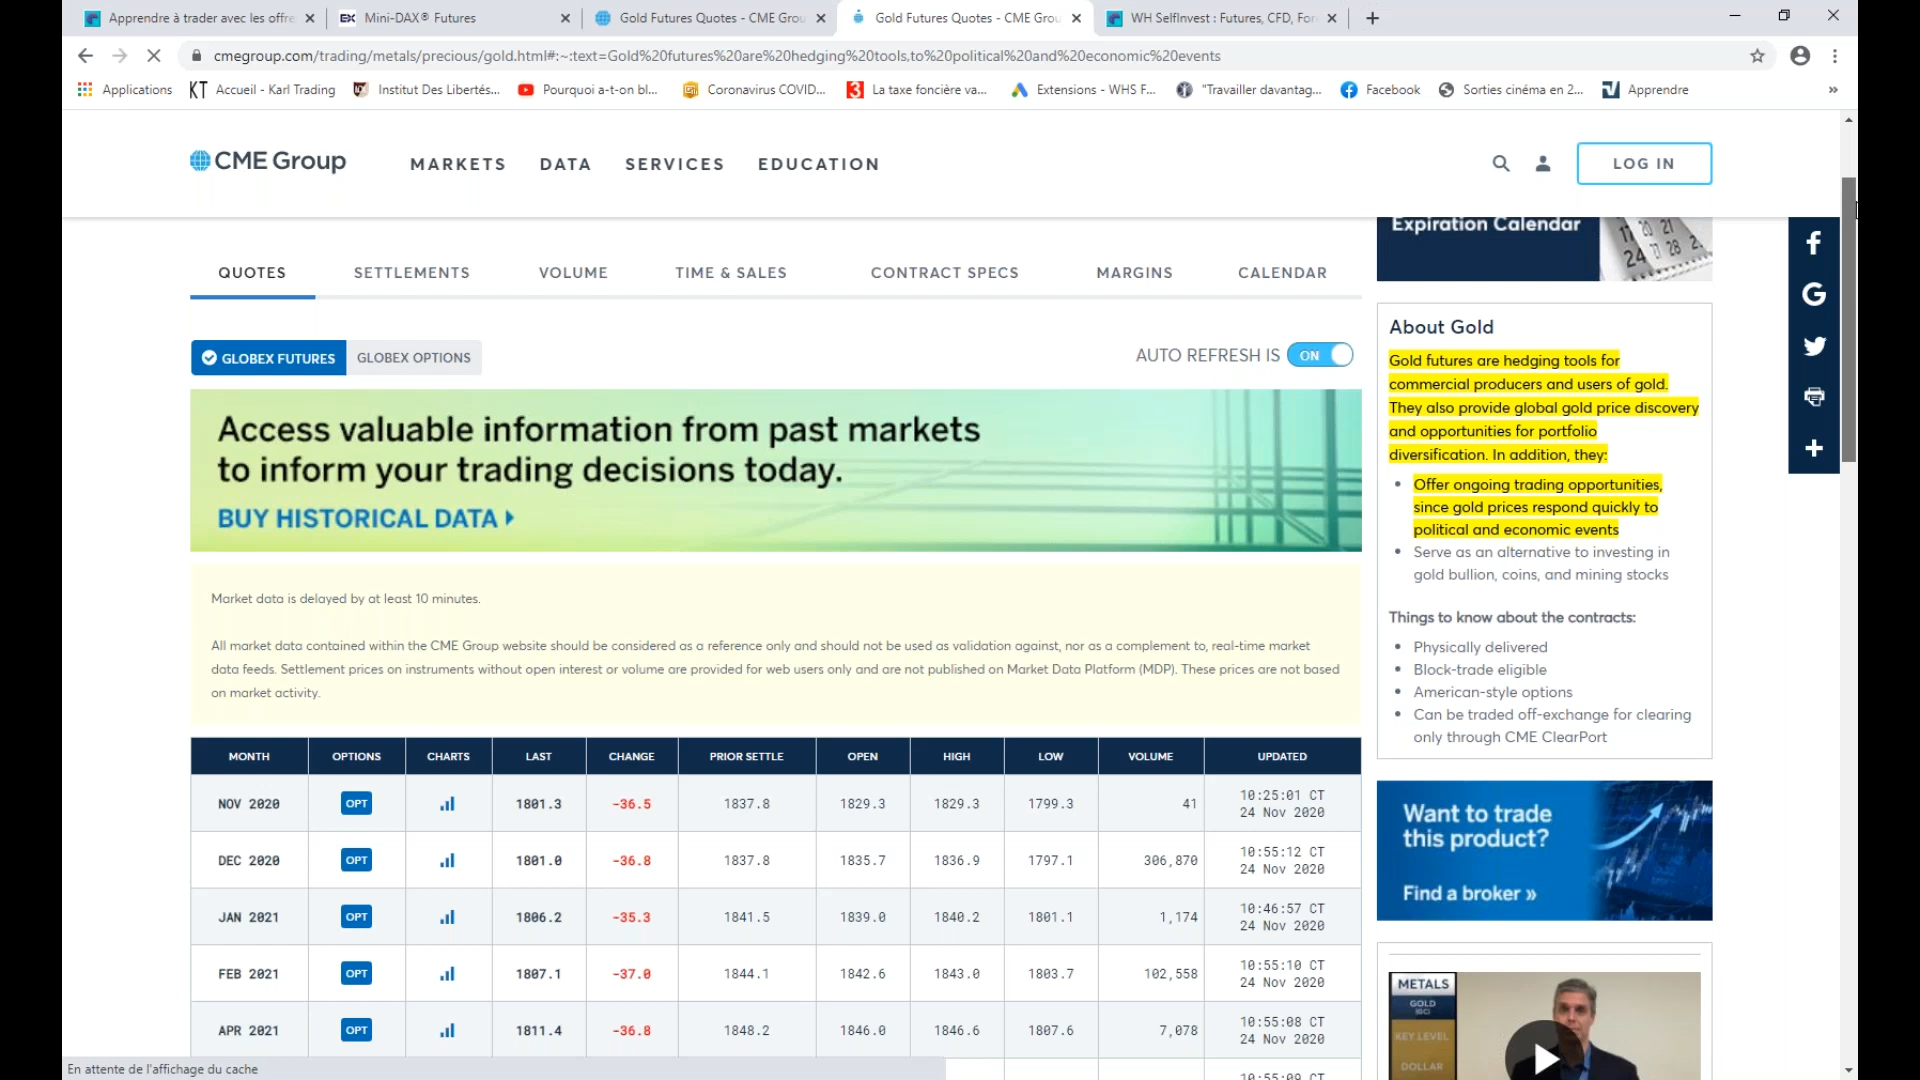 Apprendre à trader avec les offre
Mini-DAX® Futures
Gold Futures Quotes - CME Grou
Gold Futures Quotes - CME Grou
WH SelfInvest : Futures, CFD, For
cmegroup.com/trading/metals/precious/gold.html#:~:text=Gold%20futures%20are%20hedging%20tools,to%20political%20and%20economic%20events
Applications
Accueil - Karl Trading
Institut Des Libertés...
Pourquoi a-t-on bl...
Coronavirus COVID...
La taxe foncière va...
Extensions - WHS F...
"Travailler davantag...
Facebook
Sorties cinéma en 2...
Apprendre
»
CME Group
MARKETS
DATA
SERVICES
EDUCATION
LOG IN
QUOTES
SETTLEMENTS
VOLUME
TIME & SALES
CONTRACT SPECS
MARGINS
CALENDAR
GLOBEX FUTURES
GLOBEX OPTIONS
AUTO REFRESH IS
ON
Access valuable information from past markets
to inform your trading decisions today.
BUY HISTORICAL DATA
Market data is delayed by at least 10 minutes.
All market data contained within the CME Group website should be considered as a reference only and should not be used as validation against, nor as a complement to, real-time market
data feeds. Settlement prices on instruments without open interest or volume are provided for web users only and are not published on Market Data Platform (MDP). These prices are not based
on market activity.
MONTH OPTIONS CHARTS LAST CHANGE PRIOR SETTLE OPEN HIGH LOW VOLUME UPDATED
NOV 2020 OPT 1801.3 -36.5 1837.8 1829.3 1829.3 1799.3 41 10:25:01 CT
24 Nov 2020
DEC 2020 OPT 1801.0 -36.8 1837.8 1835.7 1836.9 1797.1 306,870 10:55:12 CT
24 Nov 2020
JAN 2021 OPT 1806.2 -35.3 1841.5 1839.0 1840.2 1801.1 1,174 10:46:57 CT
24 Nov 2020
FEB 2021 OPT 1807.1 -37.0 1844.1 1842.6 1843.0 1803.7 102,558 10:55:10 CT
24 Nov 2020
APR 2021 OPT 1811.4 -36.8 1848.2 1846.0 1846.6 1807.6 7,078 10:55:08 CT
24 Nov 2020
10:55:09 CT
Expiration Calendar
About Gold
Gold futures are hedging tools for
commercial producers and users of gold.
They also provide global gold price discovery
and opportunities for portfolio
diversification. In addition, they:
Offer ongoing trading opportunities,
since gold prices respond quickly to
political and economic events
Serve as an alternative to investing in
gold bullion, coins, and mining stocks
Things to know about the contracts:
Physically delivered
Block-trade eligible
American-style options
Can be traded off-exchange for clearing
only through CME ClearPort
Want to trade
this product?
Find a broker »
METALS
GOLD
KEY LEVEL
DOLLAR
En attente de l'affichage du cache